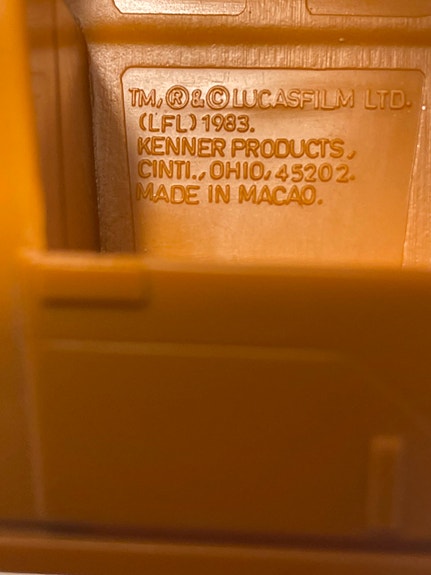 TM, ® & © LUCASFILM LTD.
(LFL) 1983.
KENNER PRODUCTS,
CINTI., OHIO, 45202.
MADE IN MACAO.